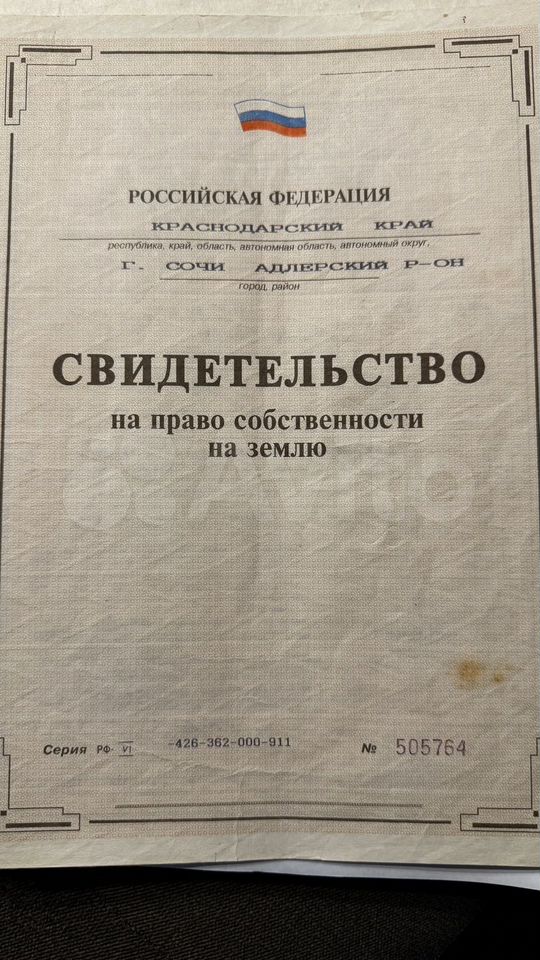 РОССИЙСКАЯ ФЕДЕРАЦИЯ
КРАСНОДАРСКИЙ КРАЙ
республика, край, область, автономная область, автономный округ,
Г. СОЧИ АДЛЕРСКИЙ Р-ОН
город, район
СВИДЕТЕЛЬСТВО
на право собственности
на землю
Avito
Серия РФ- VI -426-362-000-911 № 505764